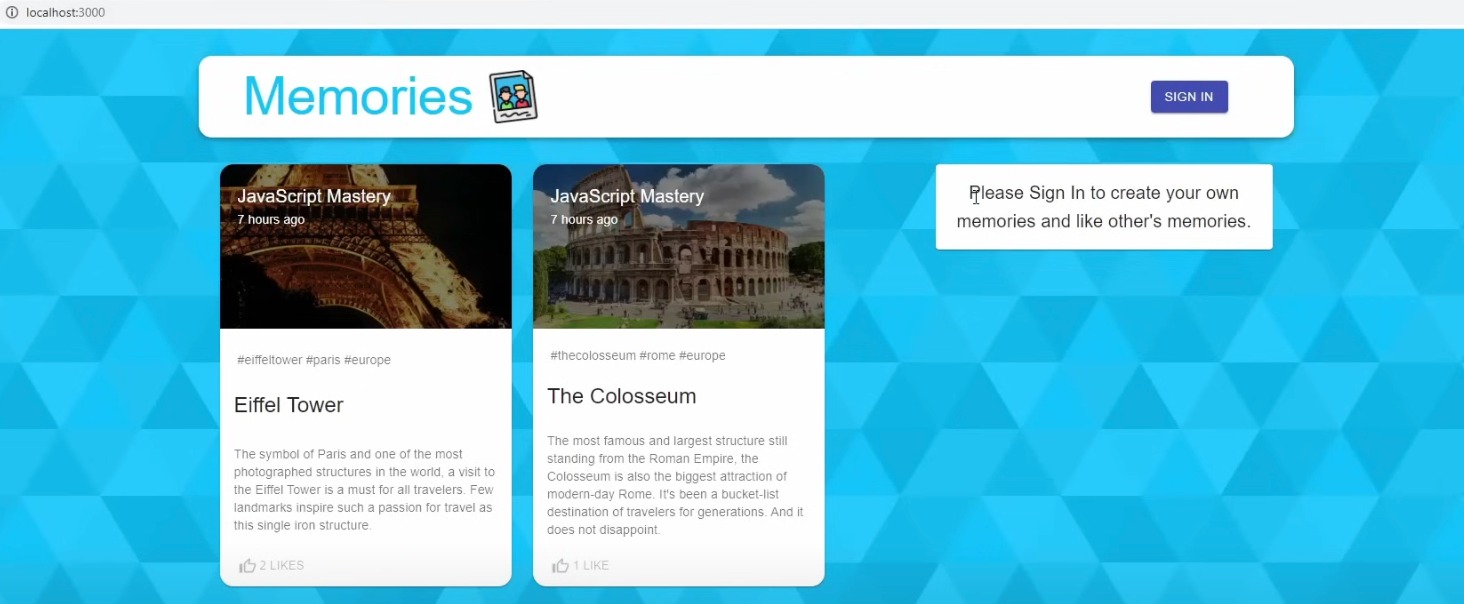 localhost:3000
Memories
SIGN IN
JavaScript Mastery
7 hours ago
#eiffeltower #paris #europe
Eiffel Tower
The symbol of Paris and one of the most
photographed structures in the world, a visit to
the Eiffel Tower is a must for all travelers. Few
landmarks inspire such a passion for travel as
this single iron structure.
2 LIKES
JavaScript Mastery
7 hours ago
#thecolosseum #rome #europe
The Colosseum
The most famous and largest structure still
standing from the Roman Empire, the
Colosseum is also the biggest attraction of
modern-day Rome. It's been a bucket-list
destination of travelers for generations. And it
does not disappoint.
1 LIKE
Please Sign In to create your own
memories and like other's memories.